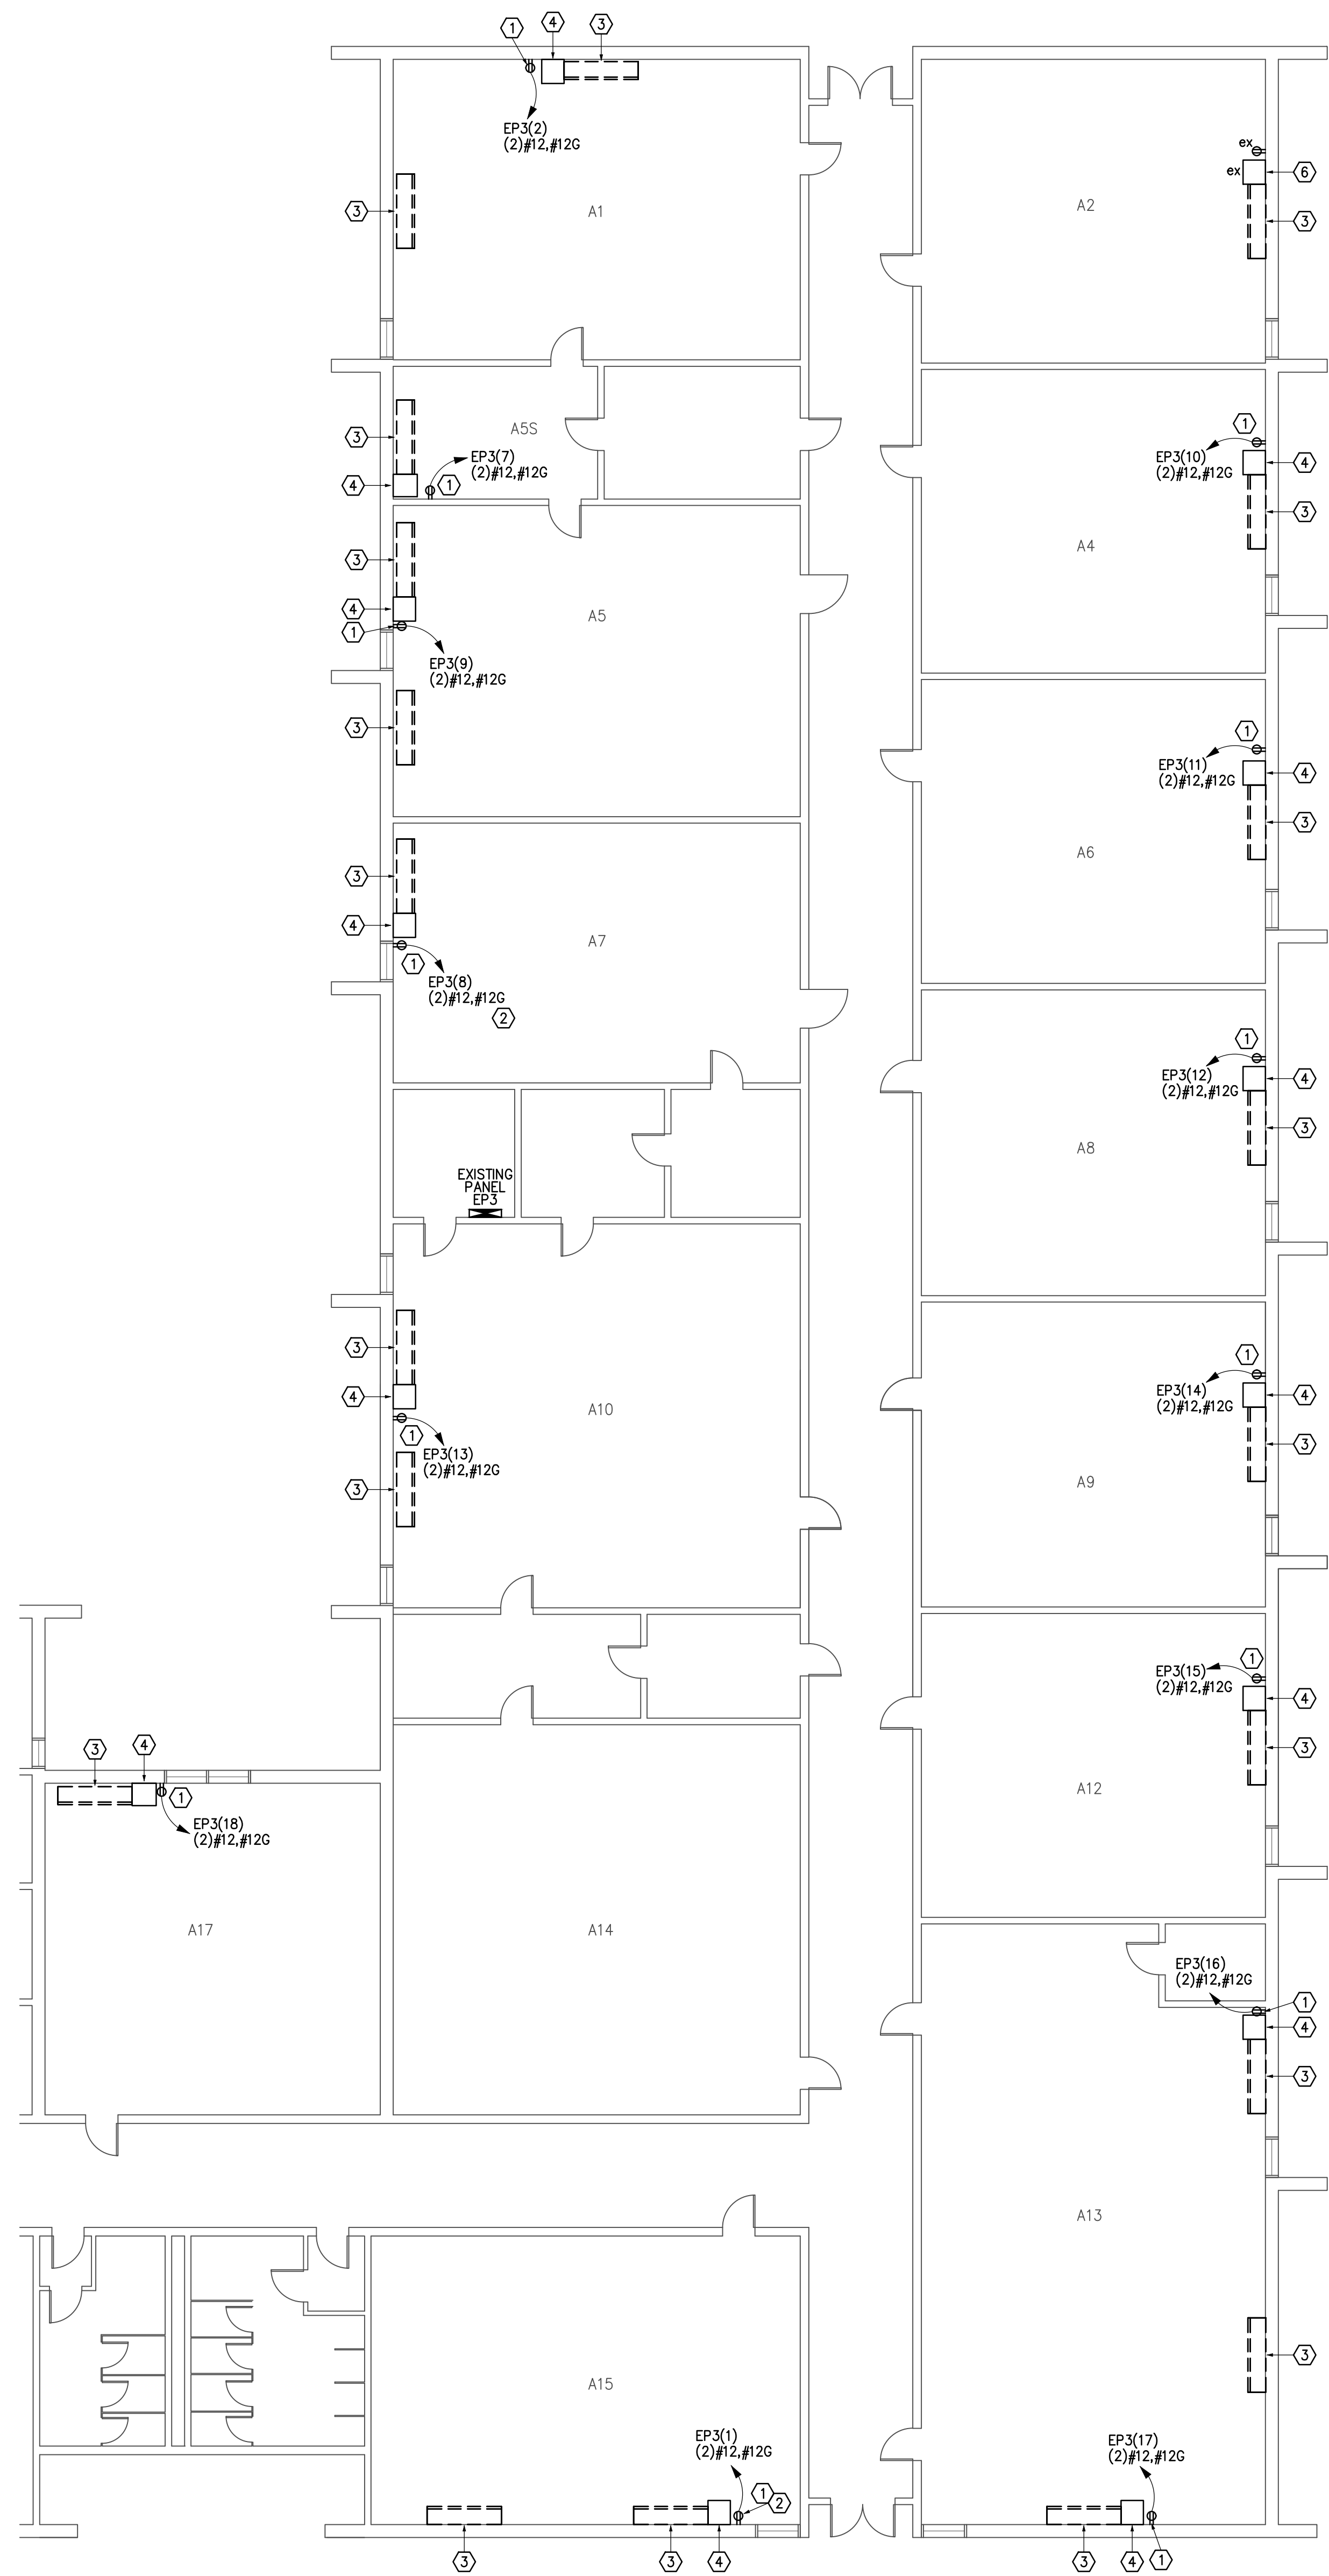 1
4
3
EP3(2)
(2)#12,#12G
3
A1
ex
ex
6
A2
3
3
A5S
EP3(7)
(2)#12,#12G
4
1
1
EP3(10)
(2)#12,#12G
4
3
A4
3
4
A5
1
EP3(9)
(2)#12,#12G
3
1
EP3(11)
(2)#12,#12G
4
3
A6
3
4
A7
1
EP3(8)
(2)#12,#12G
2
1
EP3(12)
(2)#12,#12G
4
3
A8
EXISTING
PANEL
EP3
3
4
A10
1
EP3(13)
(2)#12,#12G
3
1
EP3(14)
(2)#12,#12G
4
3
A9
1
EP3(15)
(2)#12,#12G
4
3
A12
3
4
1
EP3(18)
(2)#12,#12G
A17
A14
EP3(16)
(2)#12,#12G
1
4
3
A13
3
A15
EP3(1)
(2)#12,#12G
1
2
3
3
4
EP3(17)
(2)#12,#12G
3
4
1